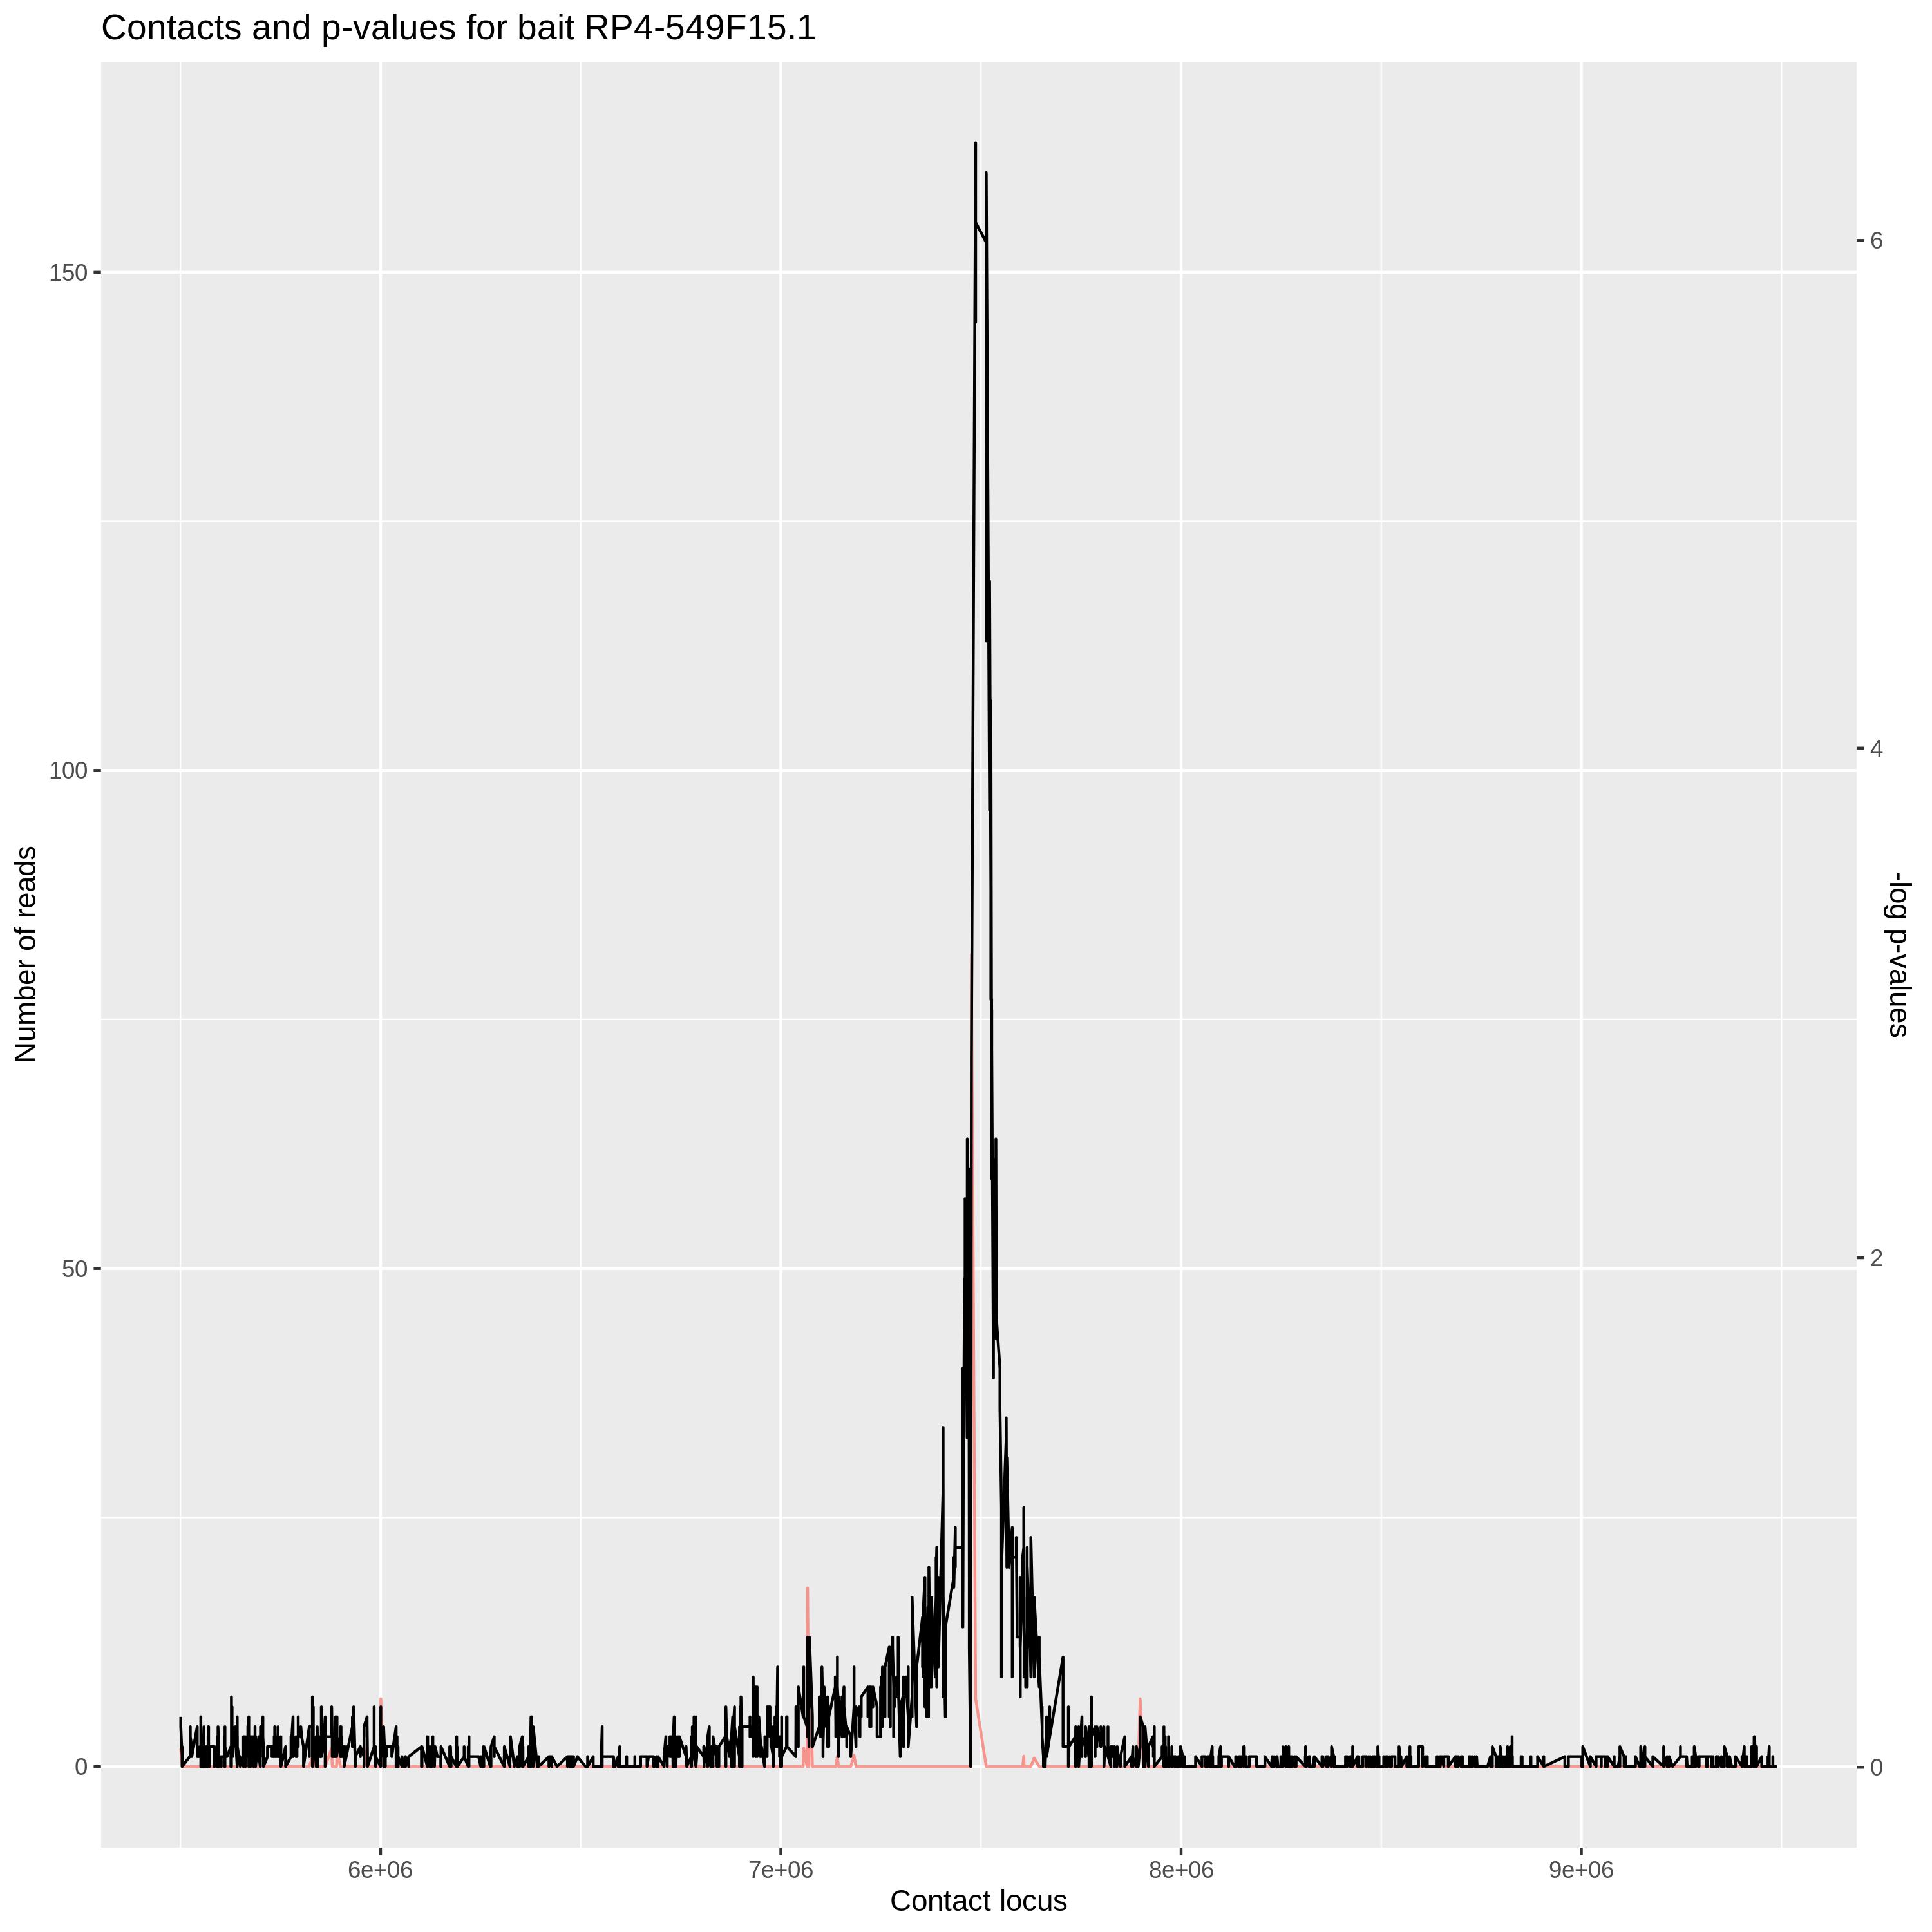 Contacts and p-values for bait RP4-549F15.1
150
100
50
0
Number of reads
6
4
2
0
-log p-values
6e+06
7e+06
8e+06
9e+06
Contact locus